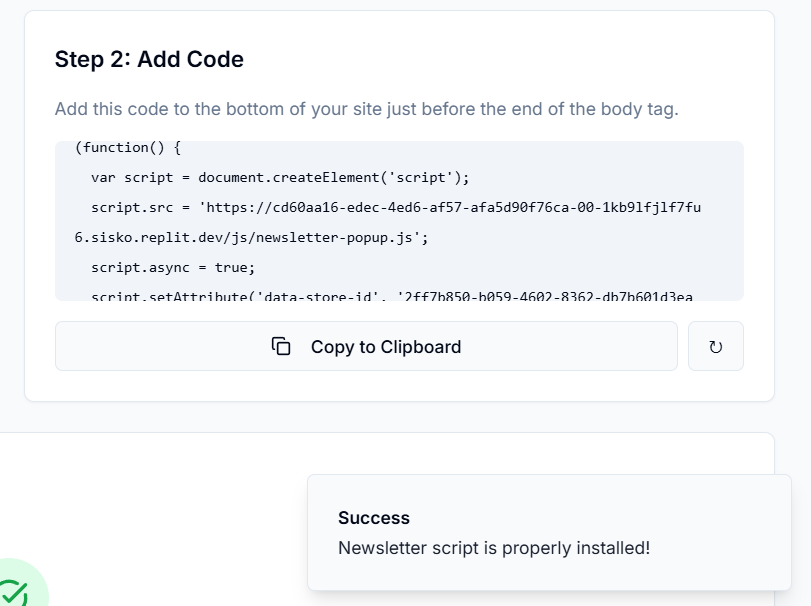 Step 2: Add Code
Add this code to the bottom of your site just before the end of the body tag.
(function() {
  var script = document.createElement('script');
  script.src = 'https://cd60aa16-edec-4ed6-af57-afa5d90f76ca-00-1kb9lfjlf7fu
6.sisko.replit.dev/js/newsletter-popup.js';
  script.async = true;
  script.setAttribute('data-store-id', '2ff7b850-b059-4602-8362-db7b601d3ea
Copy to Clipboard
Success
Newsletter script is properly installed!